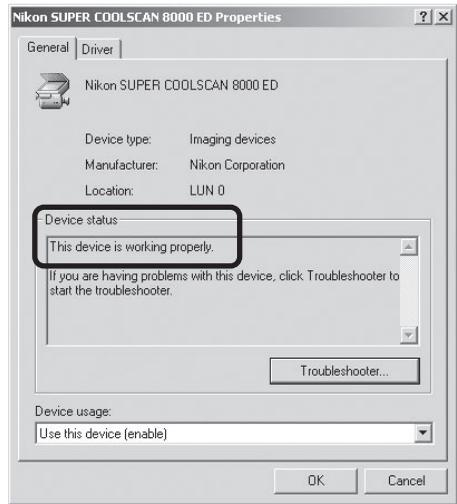 Nikon SUPER COOLSCAN 8000 ED Properties
General Driver
Nikon SUPER COOLSCAN 8000 ED
Device type: Imaging devices
Manufacturer: Nikon Corporation
Location: LUN 0
Device status
This device is working properly.
If you are having problems with this device, click Troubleshooter to
start the troubleshooter.
Troubleshooter...
Device usage:
Use this device (enable)
OK Cancel